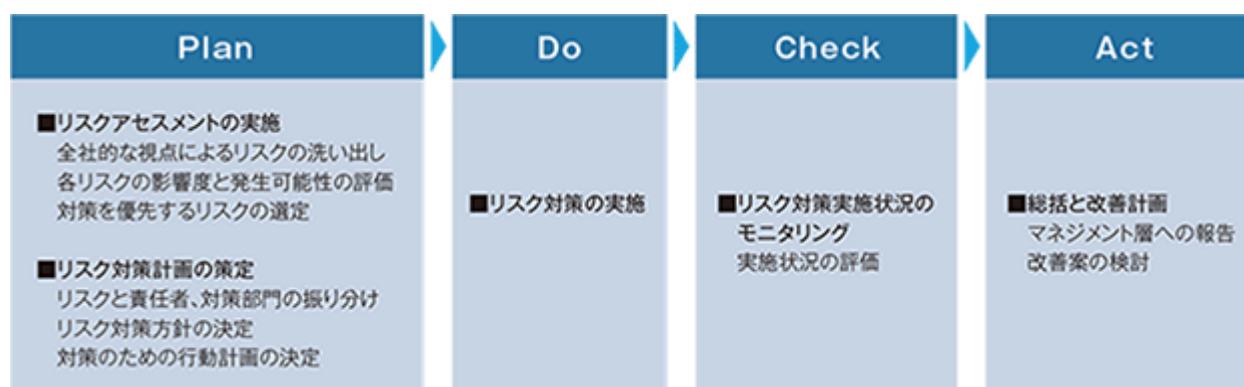 Plan
■リスクアセスメントの実施
全社的な視点によるリスクの洗い出し
各リスクの影響度と発生可能性の評価
対策を優先するリスクの選定
■リスク対策計画の策定
リスクと責任者、対策部門の振り分け
リスク対策方針の決定
対策のための行動計画の決定
Do
■リスク対策の実施
Check
■リスク対策実施状況の
モニタリング
実施状況の評価
Act
■総括と改善計画
マネジメント層への報告
改善案の検討